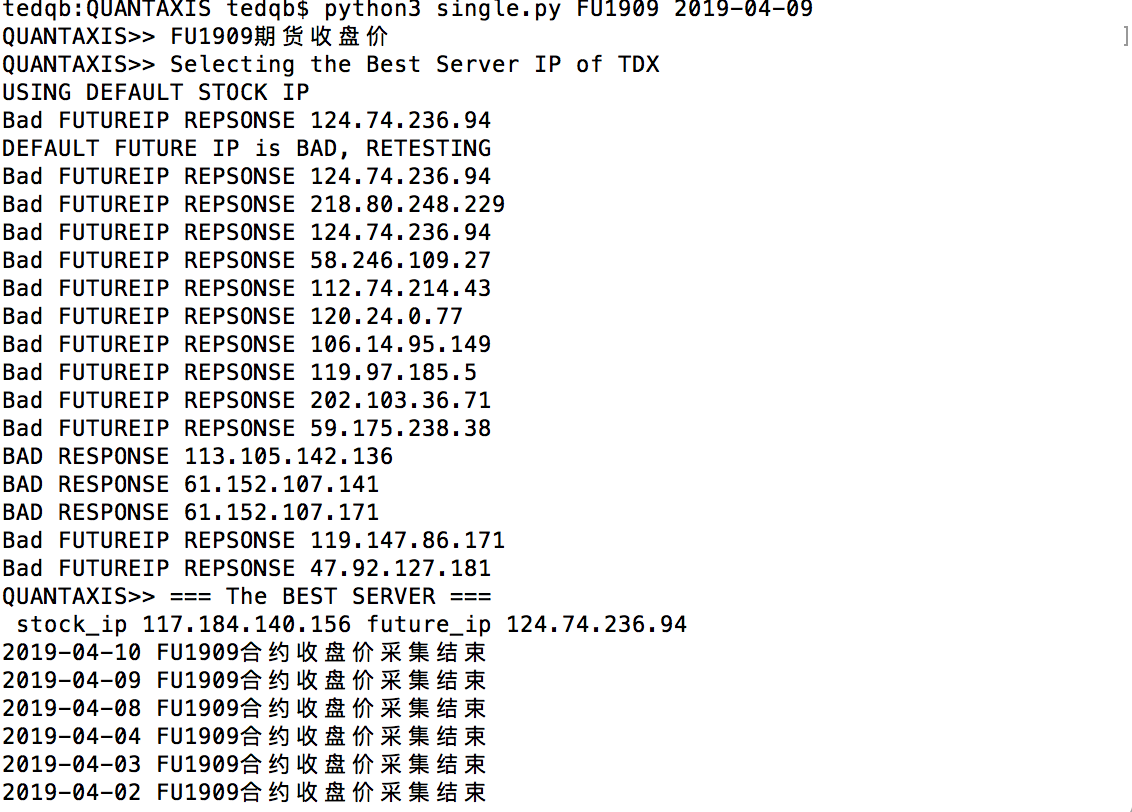 tedqb:QUANTAXIS tedqb$ python3 single.py FU1909 2019-04-09
QUANTAXIS>> FU1909期货收盘价
QUANTAXIS>> Selecting the Best Server IP of TDX
USING DEFAULT STOCK IP
Bad FUTUREIP REPSONSE 124.74.236.94
DEFAULT FUTURE IP is BAD, RETESTING
Bad FUTUREIP REPSONSE 124.74.236.94
Bad FUTUREIP REPSONSE 218.80.248.229
Bad FUTUREIP REPSONSE 124.74.236.94
Bad FUTUREIP REPSONSE 58.246.109.27
Bad FUTUREIP REPSONSE 112.74.214.43
Bad FUTUREIP REPSONSE 120.24.0.77
Bad FUTUREIP REPSONSE 106.14.95.149
Bad FUTUREIP REPSONSE 119.97.185.5
Bad FUTUREIP REPSONSE 202.103.36.71
Bad FUTUREIP REPSONSE 59.175.238.38
BAD RESPONSE 113.105.142.136
BAD RESPONSE 61.152.107.141
BAD RESPONSE 61.152.107.171
Bad FUTUREIP REPSONSE 119.147.86.171
Bad FUTUREIP REPSONSE 47.92.127.181
QUANTAXIS>> === The BEST SERVER ===
stock_ip 117.184.140.156 future_ip 124.74.236.94
2019-04-10 FU1909合约收盘价采集结束
2019-04-09 FU1909合约收盘价采集结束
2019-04-08 FU1909合约收盘价采集结束
2019-04-04 FU1909合约收盘价采集结束
2019-04-03 FU1909合约收盘价采集结束
2019-04-02 FU1909合约收盘价采集结束